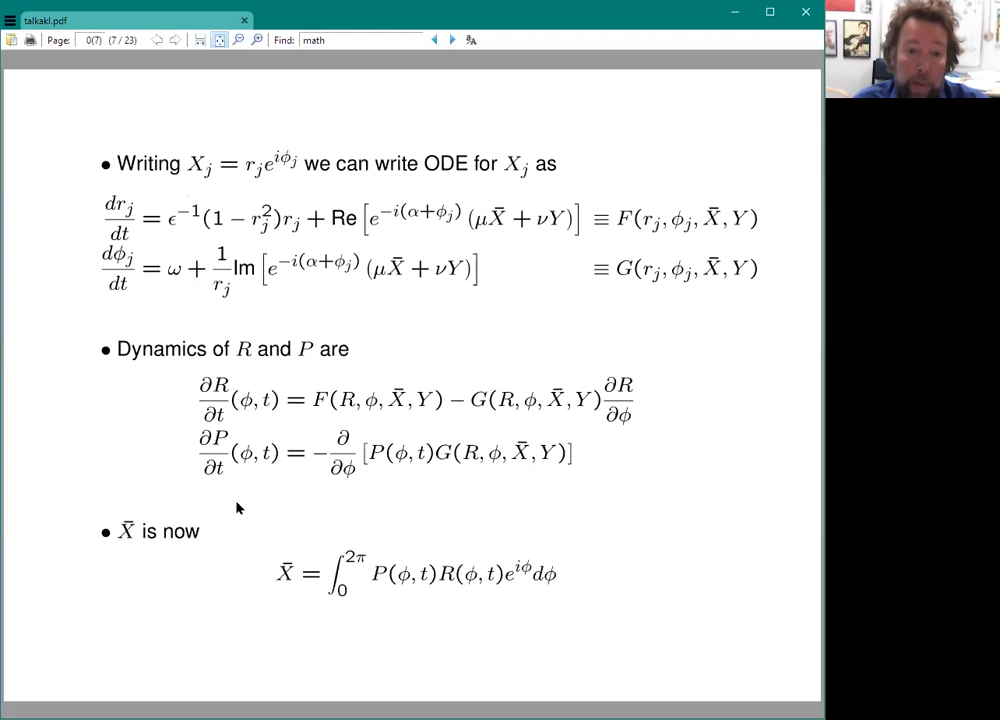 talkakl.pdf
Page: 0(7) (7 / 23) Find: math
• Writing $X_j = r_j e^{i\phi_j}$ we can write ODE for $X_j$ as
$\frac{dr_j}{dt} = \epsilon^{-1}(1 - r_j^2)r_j + \text{Re}\left[e^{-i(\alpha+\phi_j)}(\mu\bar{X} + \nu Y)\right] \equiv F(r_j, \phi_j, \bar{X}, Y)$
$\frac{d\phi_j}{dt} = \omega + \frac{1}{r_j}\text{Im}\left[e^{-i(\alpha+\phi_j)}(\mu\bar{X} + \nu Y)\right] \equiv G(r_j, \phi_j, \bar{X}, Y)$
• Dynamics of $R$ and $P$ are
$\frac{\partial R}{\partial t}(\phi, t) = F(R, \phi, \bar{X}, Y) - G(R, \phi, \bar{X}, Y)\frac{\partial R}{\partial \phi}$
$\frac{\partial P}{\partial t}(\phi, t) = -\frac{\partial}{\partial \phi}[P(\phi, t)G(R, \phi, \bar{X}, Y)]$
• $\bar{X}$ is now
$\bar{X} = \int_0^{2\pi} P(\phi, t)R(\phi, t)e^{i\phi}d\phi$